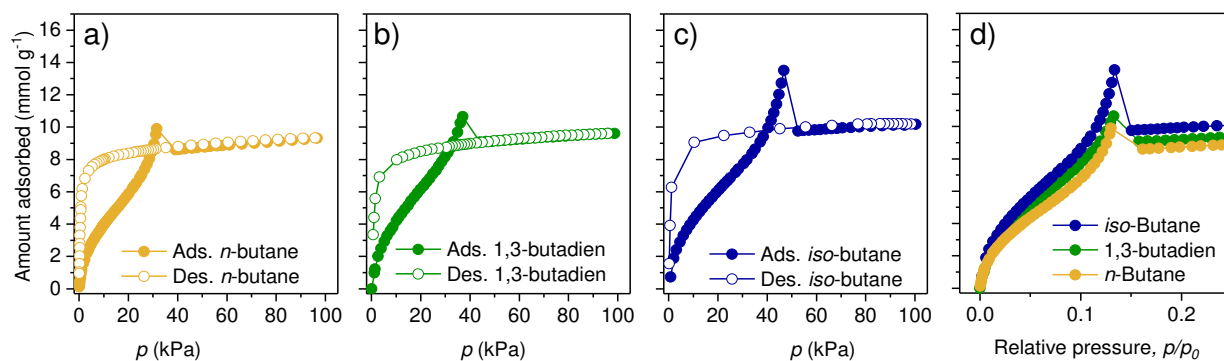 Amount adsorbed (mmol g⁻¹)
16
14
12
10
8
6
4
2
0
a)
Ads. n-butane
Des. n-butane
0 20 40 60 80 100
p (kPa)
b)
Ads. 1,3-butadien
Des. 1,3-butadien
0 20 40 60 80 100
p (kPa)
c)
Ads. iso-butane
Des. iso-butane
0 20 40 60 80 100
p (kPa)
d)
iso-Butane
1,3-butadien
n-Butane
0.0 0.1 0.2
Relative pressure, p/p₀